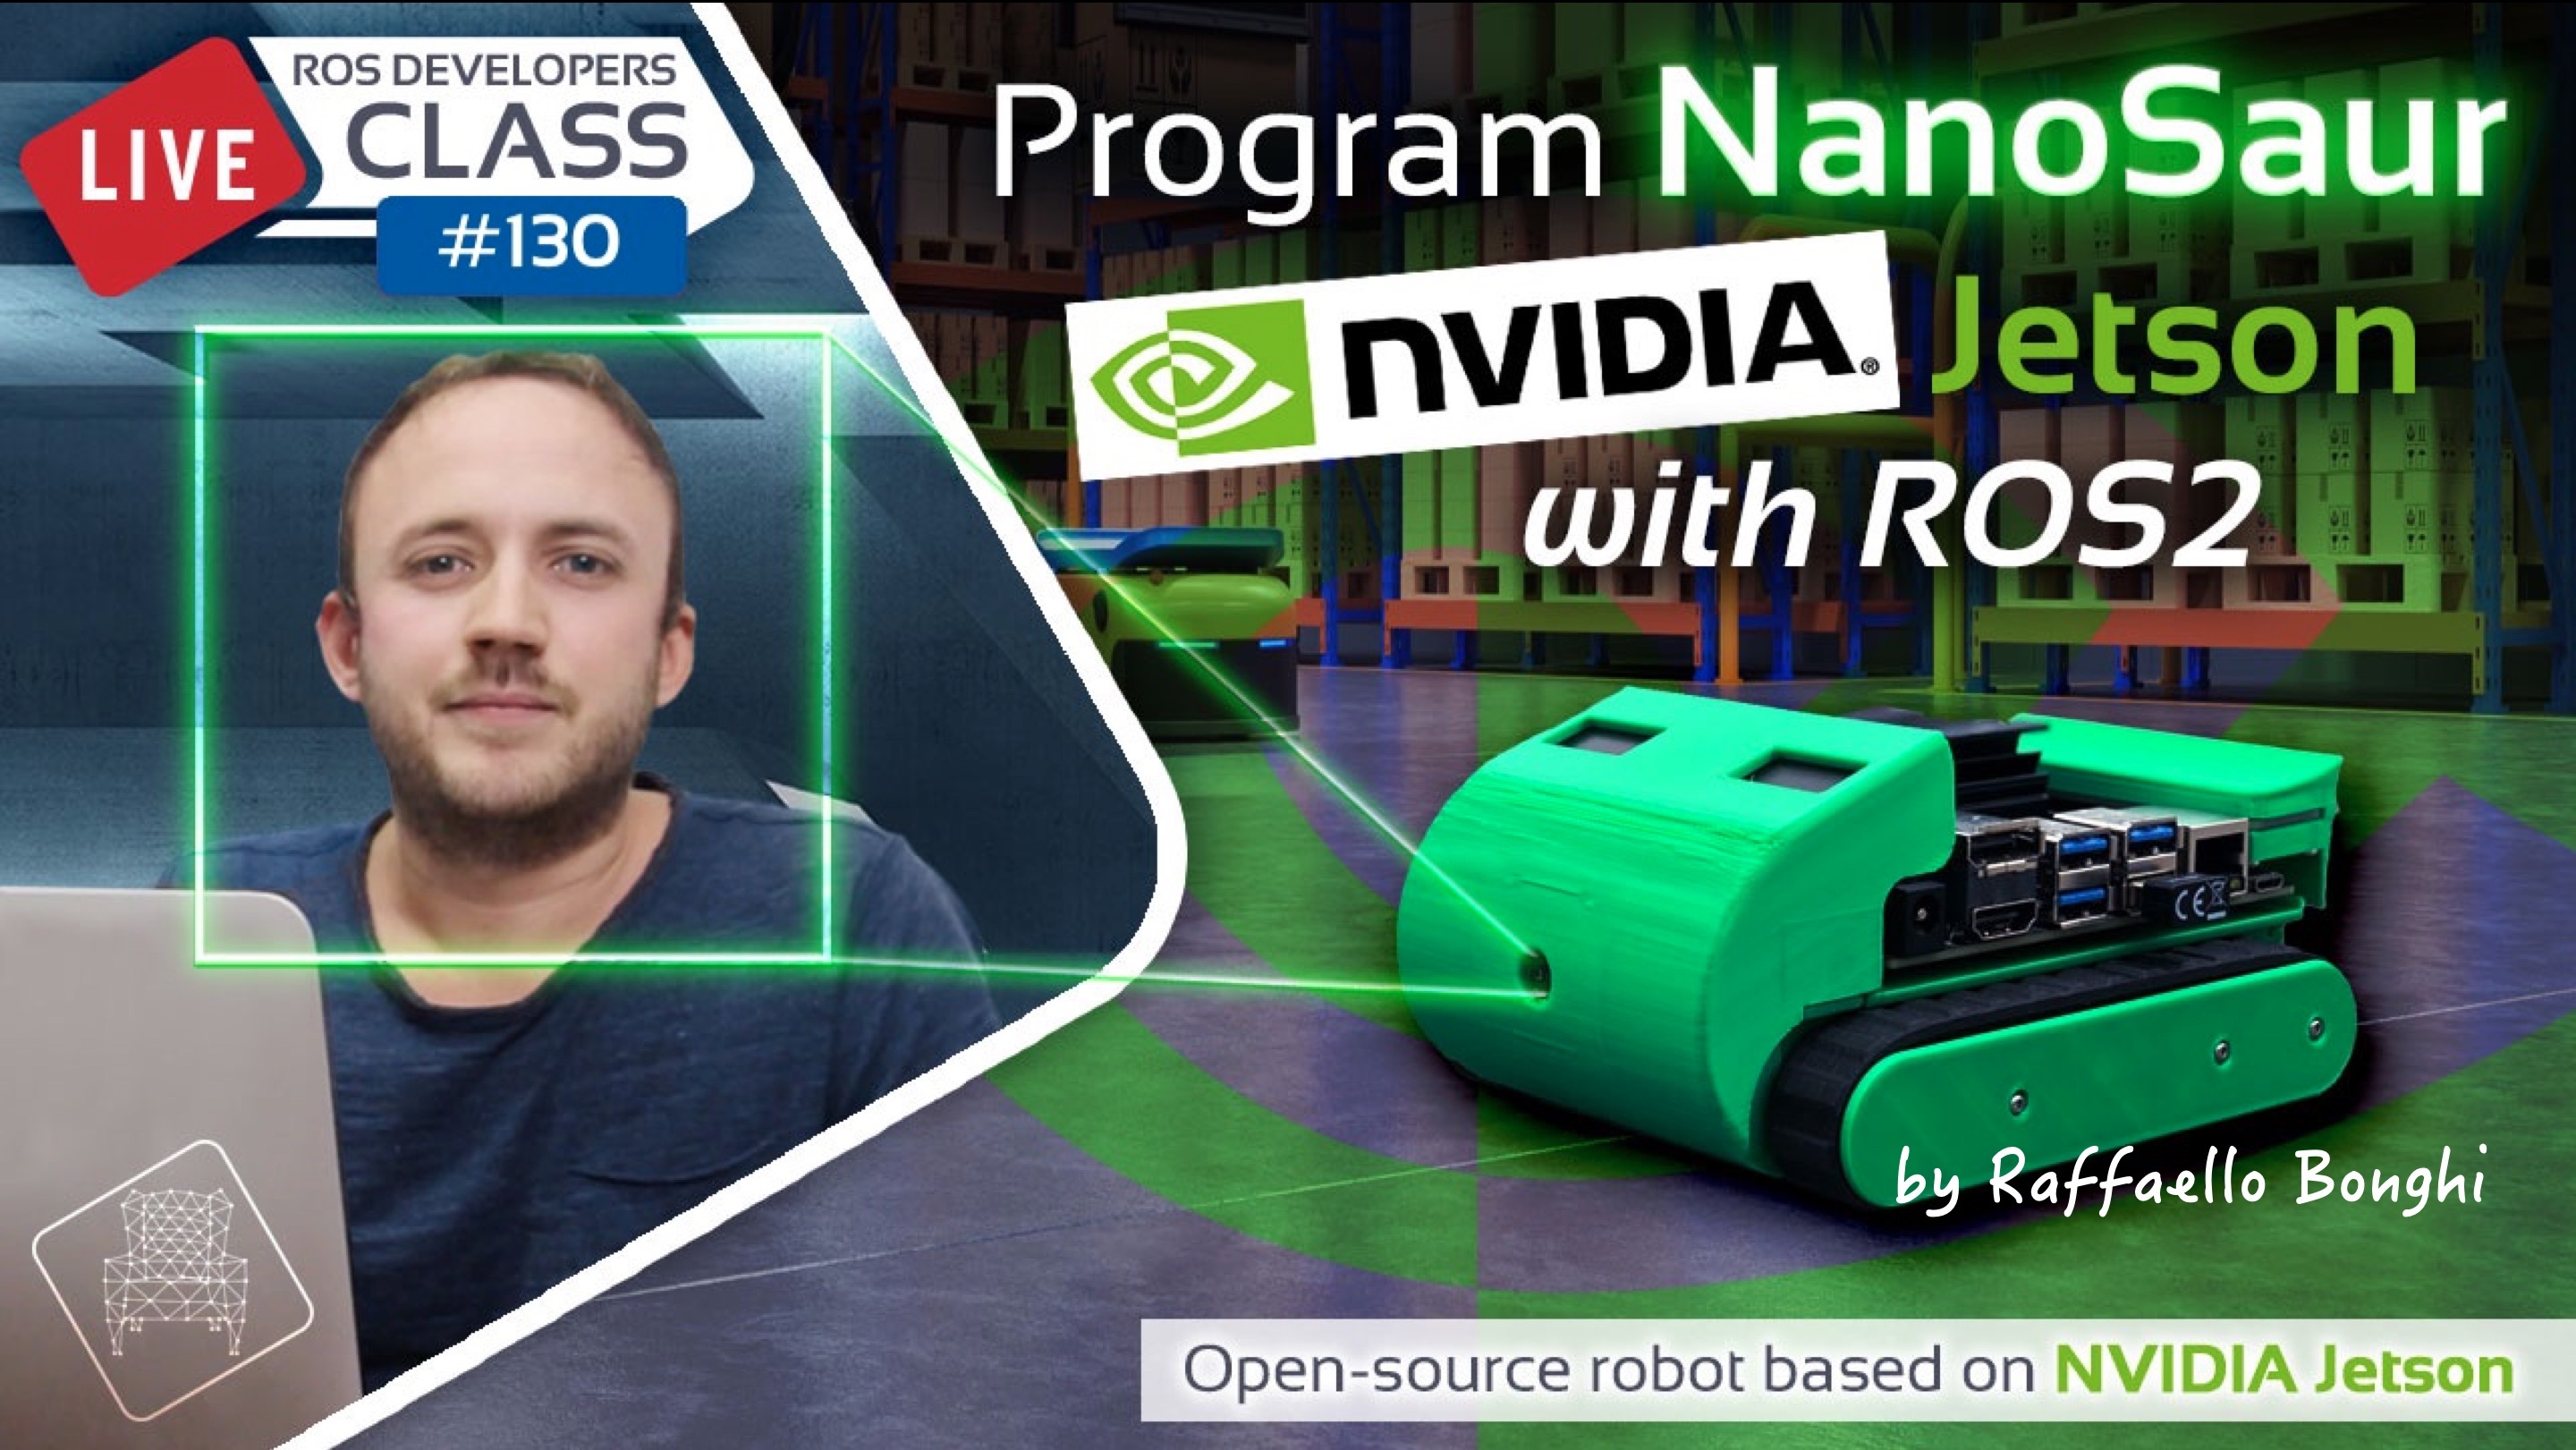 LIVE
ROS DEVELOPERS
CLASS
#130
Program NanoSaur
NVIDIA® Jetson
with ROS2
CE
by Raffaello Bonghi
Open-source robot based on NVIDIA Jetson